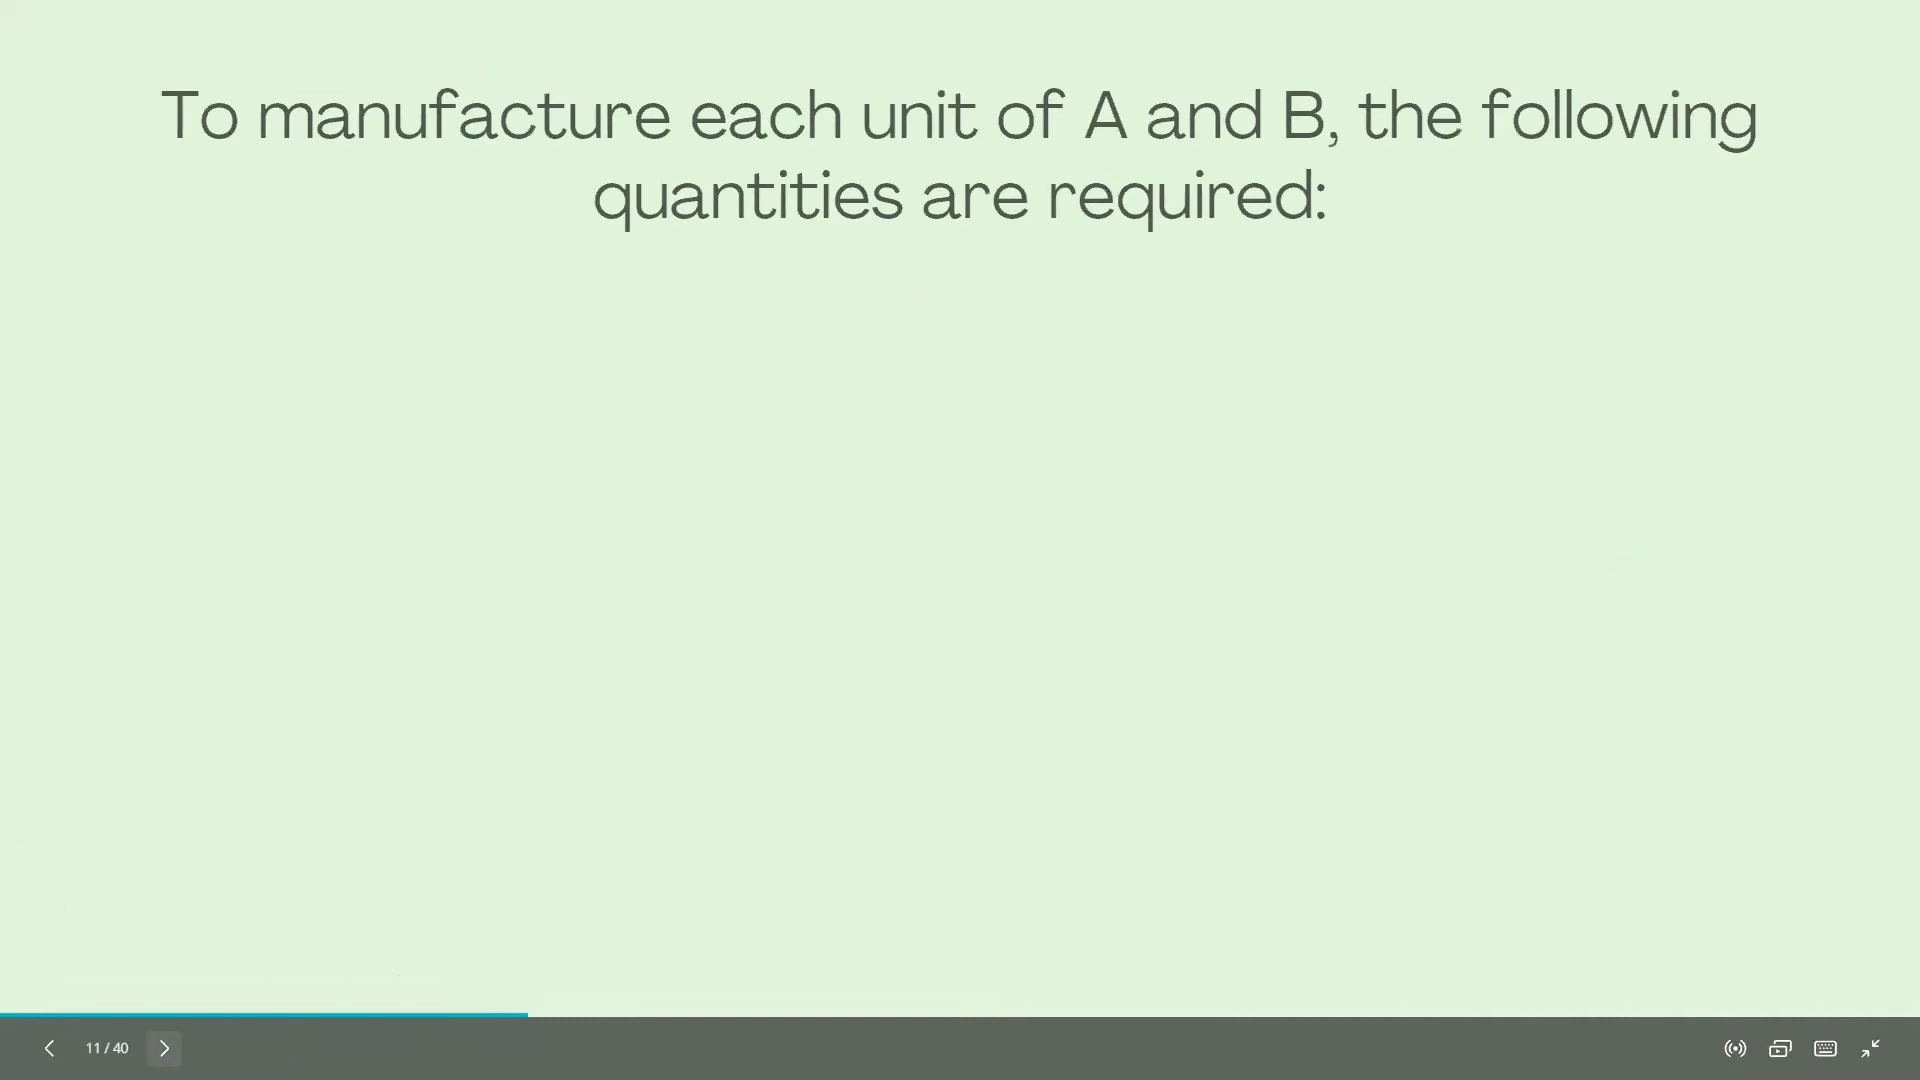 To manufacture each unit of A and B, the following
quantities are required:
11 / 40